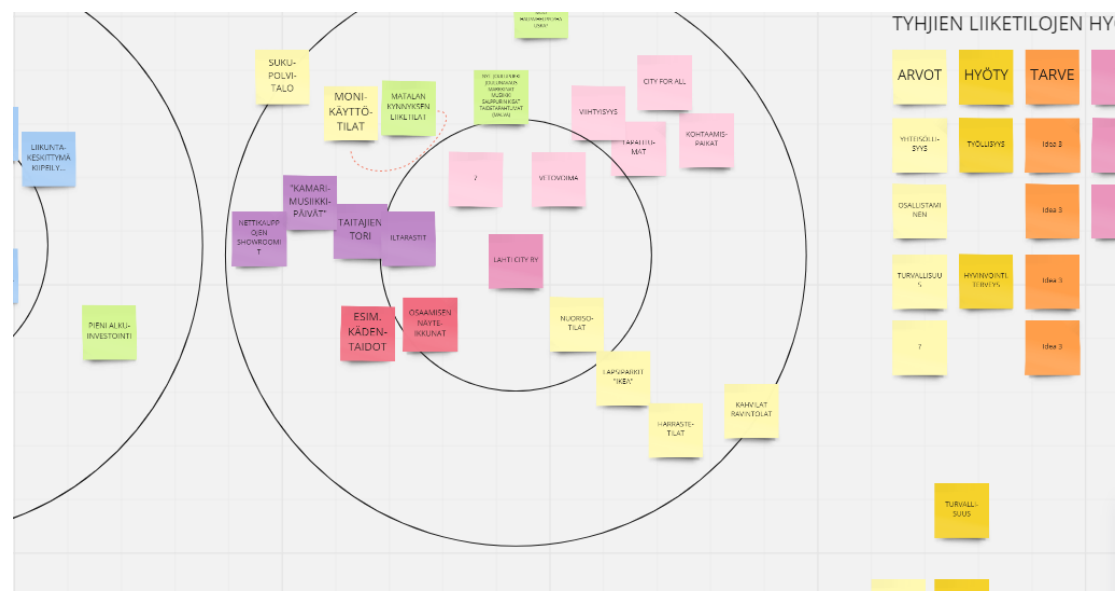 TYHJIEN LIIKETILOJEN HY
SUKU-
POLVI-
TALO
MONI-
KÄYTTÖ-
TILAT
MATALAN
KYNNYKSEN
LIIKETILAT
CITY FOR ALL
VIIHTYISYYS
TAPAHTU-
MAT
KOHTAAMIS-
PAIKAT
?
VETOVOIMA
LIIKUNTA-
KESKITTYMÄ
KIIPEILY...
"KAMARI-
MUSIIKKI-
PÄIVÄT"
NETTIKAUPP
OJEN
SHOWROOMI
T
TAITAJIEN
TORI
ILTARASTIT
LAHTI CITY RY
PIENI ALKU-
INVESTOINTI
ESIM.
KÄDEN-
TAIDOT
OSAAMISEN
NÄYTE-
IKKUNAT
NUORISO-
TILAT
LAPSIPARKIT
"IKEA"
HARRASTE-
TILAT
KAHVILAT
RAVINTOLAT
ARVOT
HYÖTY
TARVE
YHTEISÖLLI-
SYYS
TYÖLLISYYS
Idea 3
OSALLISTAMI
NEN
Idea 3
TURVALLISUU
S
HYVINVOINTI,
TERVEYS
Idea 3
?
Idea 3
TURVALLI-
SUUS